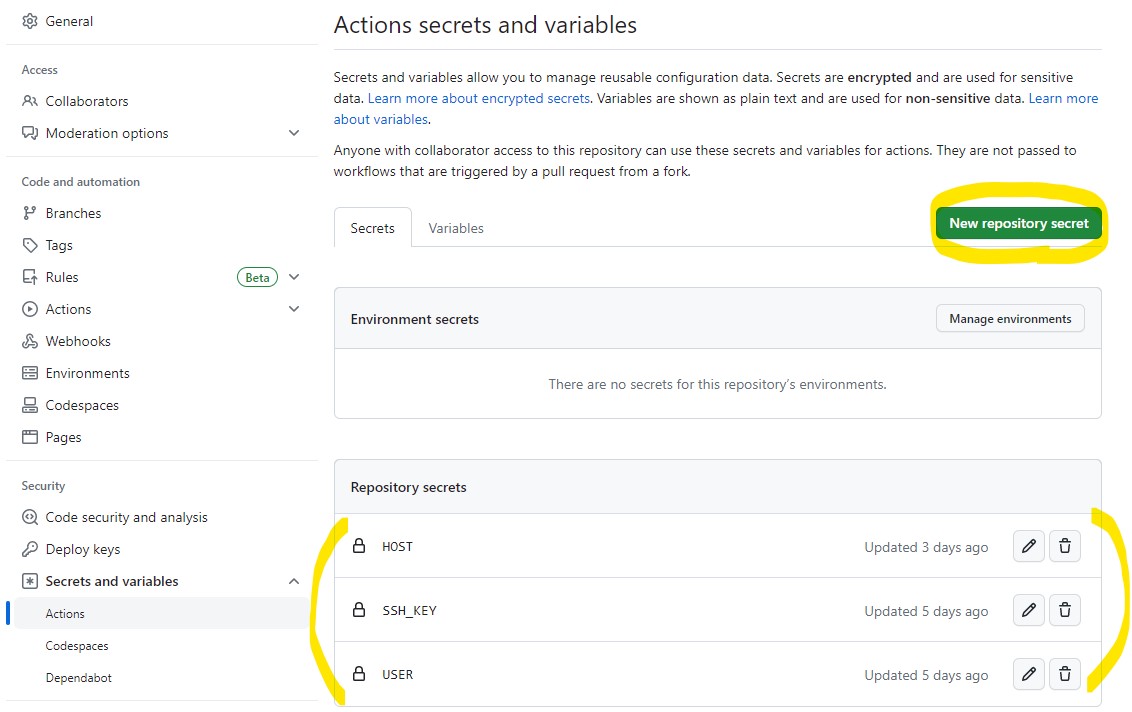 General
Access
Collaborators
Moderation options
Code and automation
Branches
Tags
Rules Beta
Actions
Webhooks
Environments
Codespaces
Pages
Security
Code security and analysis
Deploy keys
Secrets and variables
Actions
Codespaces
Dependabot
Actions secrets and variables
Secrets and variables allow you to manage reusable configuration data. Secrets are encrypted and are used for sensitive
data. Learn more about encrypted secrets. Variables are shown as plain text and are used for non-sensitive data. Learn more
about variables.
Anyone with collaborator access to this repository can use these secrets and variables for actions. They are not passed to
workflows that are triggered by a pull request from a fork.
Secrets Variables New repository secret
Environment secrets Manage environments
There are no secrets for this repository’s environments.
Repository secrets
HOST Updated 3 days ago
SSH_KEY Updated 5 days ago
USER Updated 5 days ago